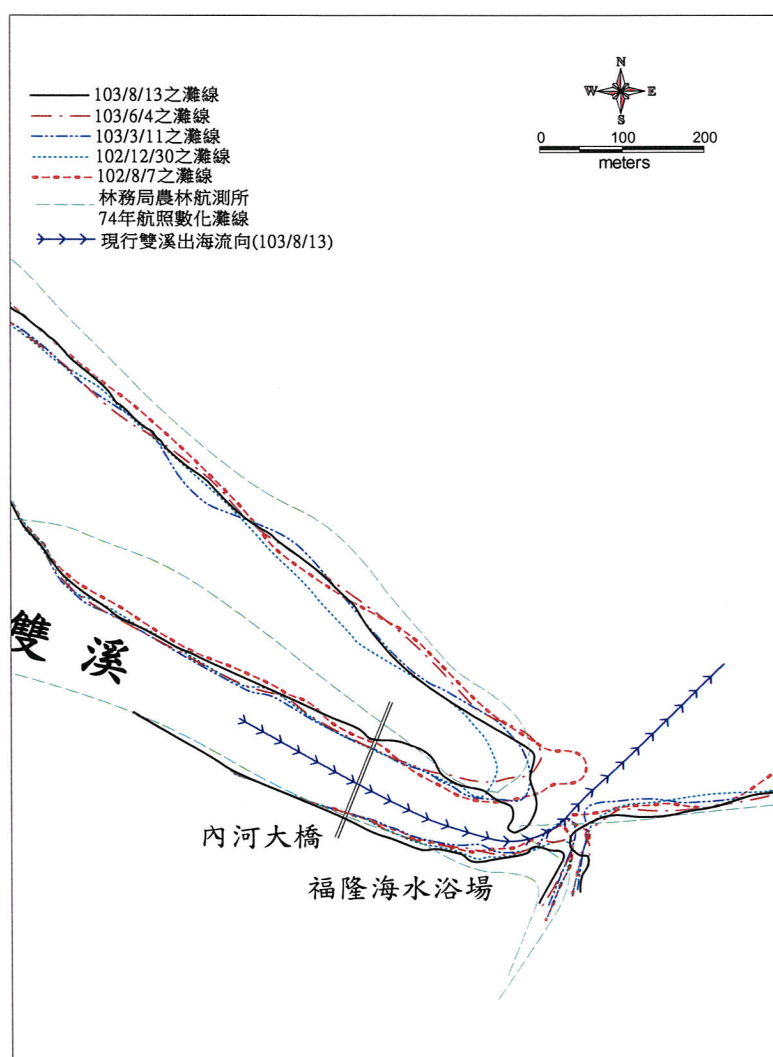 N
W E
S
0 100 200
meters
103/8/13之灘線
103/6/4之灘線
103/3/11之灘線
102/12/30之灘線
102/8/7之灘線
林務局農林航測所
74年航照數化灘線
現行雙溪出海流向(103/8/13)
雙溪
內河大橋
福隆海水浴場